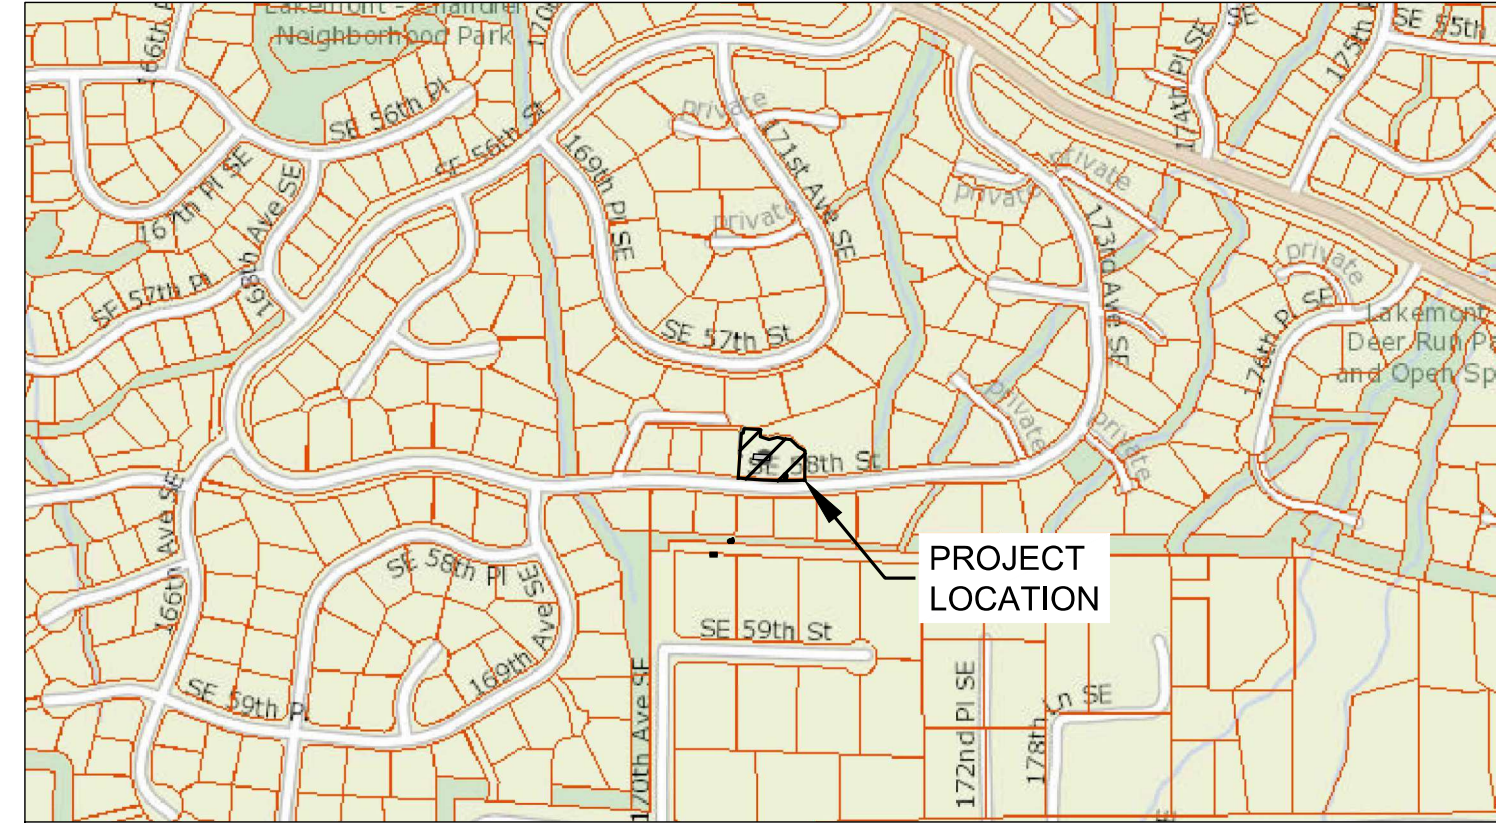 Lakemont - Chandler
Neighborhood Park
166th
170th
SE
SE 55th
175th
174th Pl SE
SE 56th Pl
SE 56th St
private
171st Ave SE
169th Pl SE
private
private
private
173rd Ave SE
167th Pl SE
168th Ave SE
SE 57th Pl
SE 57th St
private
176th Pl SE
Lakemont
Deer Run Pa
and Open Sp
private
private
SE 58th St
166th Ave SE
PROJECT
LOCATION
SE 58th Pl
169th Ave SE
SE 59th St
SE 59th P
170th Ave SE
172nd Pl SE
178th Ln SE